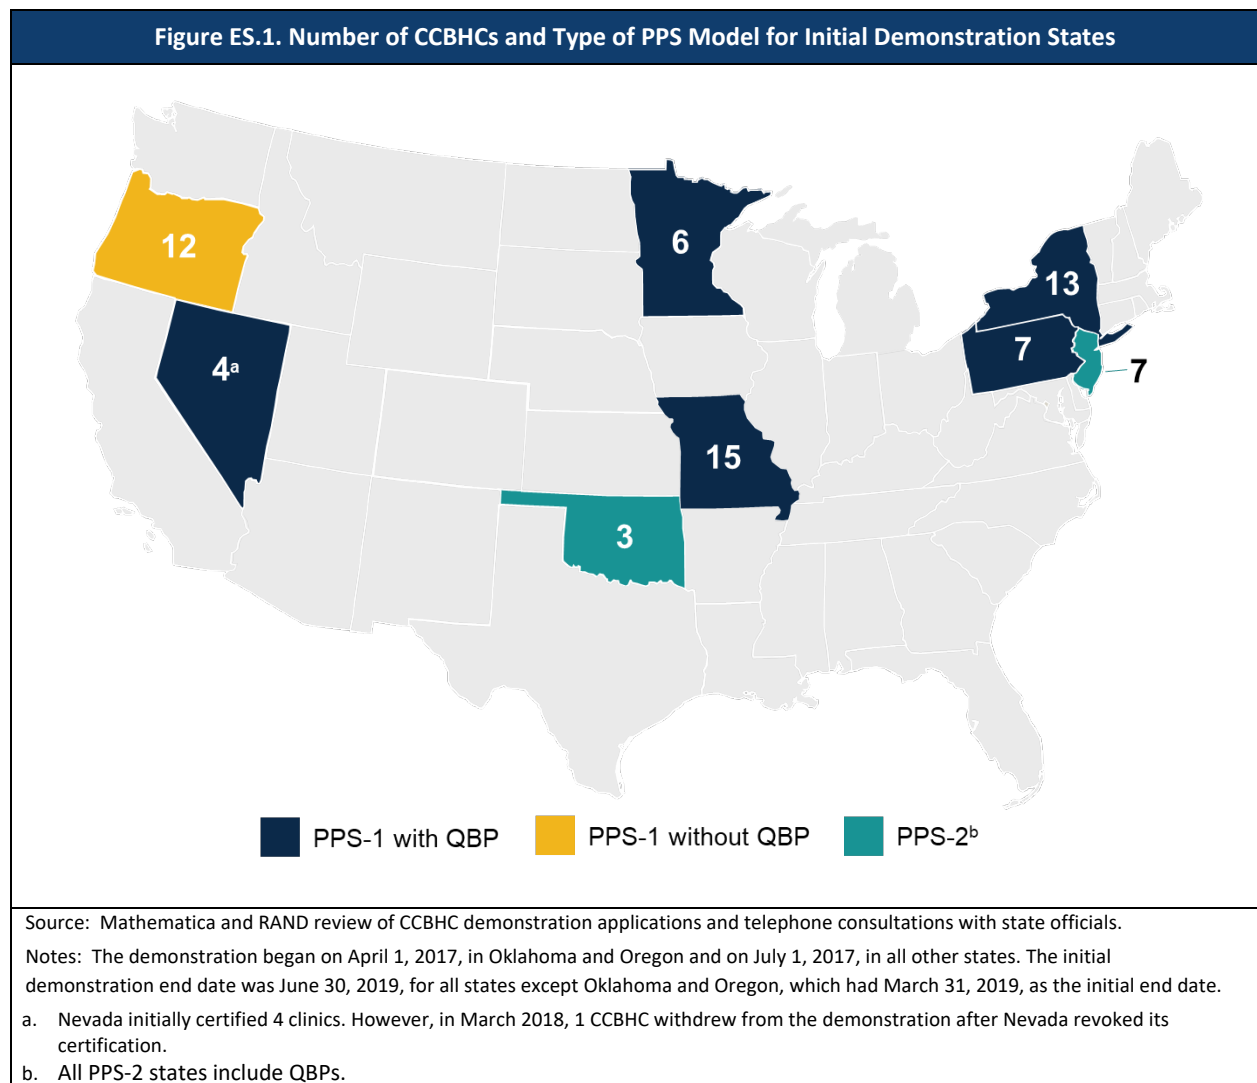 Figure ES.1. Number of CCBHCs and Type of PPS Model for Initial Demonstration States
12
6
13
4a
7
7
15
3
PPS-1 with QBP
PPS-1 without QBP
PPS-2b
Source: Mathematica and RAND review of CCBHC demonstration applications and telephone consultations with state officials.
Notes: The demonstration began on April 1, 2017, in Oklahoma and Oregon and on July 1, 2017, in all other states. The initial
demonstration end date was June 30, 2019, for all states except Oklahoma and Oregon, which had March 31, 2019, as the initial end date.
a. Nevada initially certified 4 clinics. However, in March 2018, 1 CCBHC withdrew from the demonstration after Nevada revoked its
certification.
b. All PPS-2 states include QBPs.